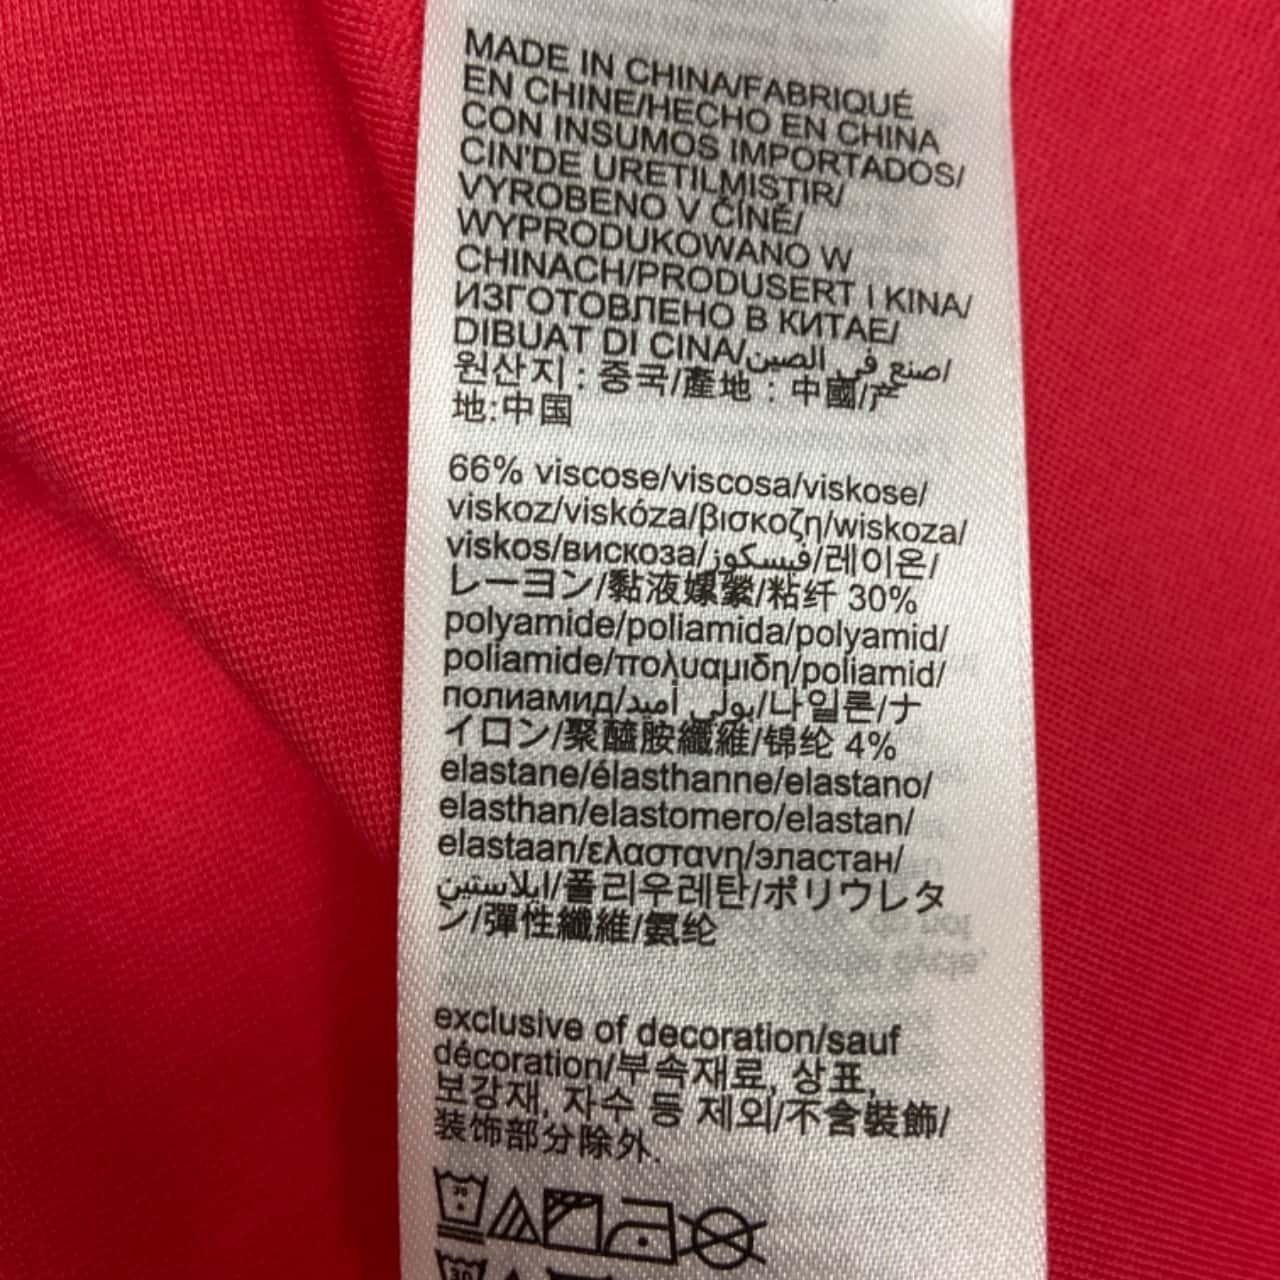 MADE IN CHINA/FABRIQUÉ
EN CHINE/HECHO EN CHINA
CON INSUMOS IMPORTADOS/
CIN'DE URETILMISTIR/
VYROBENO V ČÍNĚ/
WYPRODUKOWANO W
CHINACH/PRODUSERT I KINA/
ИЗГОТОВЛЕНО В КИТАЕ/
DIBUAT DI CINA/صنع في الصين/
원산지 : 중국/產地 : 中國/产
地:中国
66% viscose/viscosa/viskose/
viskoz/viskóza/βισκοζη/wiskoza/
viskos/вискоза/فيسكوز/레이온/
レーヨン/黏液嫘縈/粘纤 30%
polyamide/poliamida/polyamid/
poliamide/πολυαμιδη/poliamid/
полиамид/بولي أميد/나일론/ナ
イロン/聚醯胺纖維/锦纶 4%
elastane/élasthanne/elastano/
elasthan/elastomero/elastan/
elastaan/ελαστανη/эластан/
ايلاستين/폴리우레탄/ポリウレタ
ン/彈性纖維/氨纶
exclusive of decoration/sauf
décoration/부속재료, 상표,
보강재, 자수 등 제외/不含裝飾/
装饰部分除外.
30